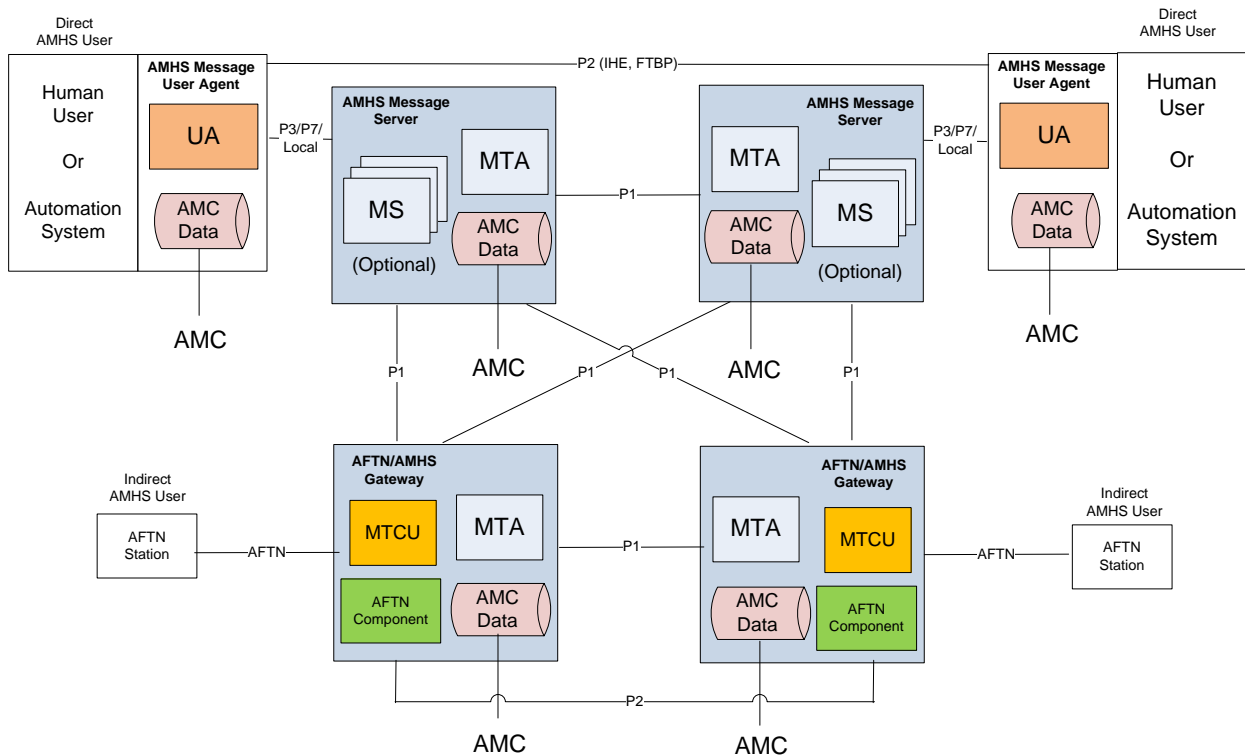 Direct
AMHS User
Human
User
Or
Automation
System
AMHS Message
User Agent
UA
AMC
Data
AMC
P3/P7/
Local
P2 (IHE, FTBP)
AMHS Message
Server
MTA
MS
(Optional)
AMC
Data
AMC
P1
AMHS Message
Server
MTA
MS
(Optional)
AMC
Data
AMC
P3/P7/
Local
Direct
AMHS User
AMHS Message
User Agent
UA
AMC
Data
AMC
Human
User
Or
Automation
System
P1
P1
P1
P1
Indirect
AMHS User
AFTN
Station
AFTN
AFTN/AMHS
Gateway
MTCU
MTA
AFTN
Component
AMC
Data
AMC
P1
AFTN/AMHS
Gateway
MTA
MTCU
AMC
Data
AFTN
Component
AMC
P2
AFTN
Indirect
AMHS User
AFTN
Station